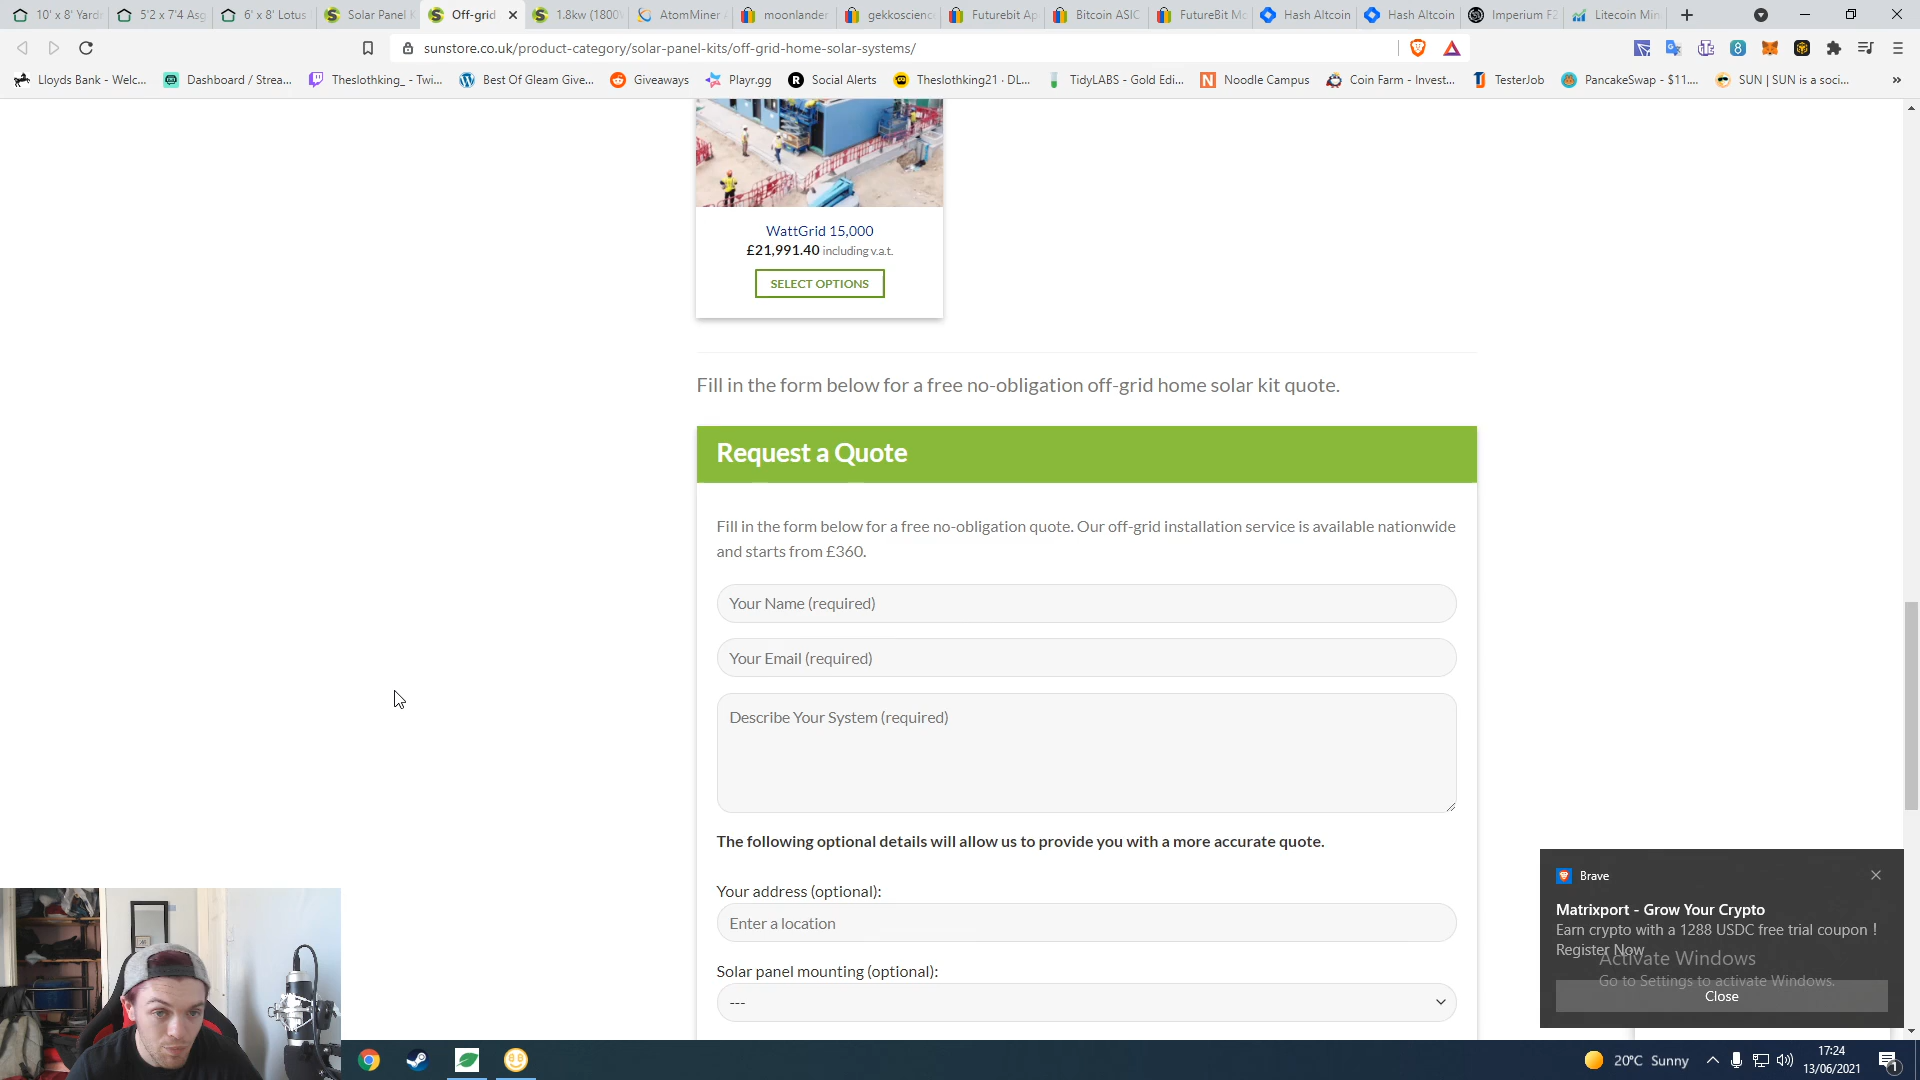 10' x 8' Yard
5'2 x 7'4 Asg
6' x 8' Lotus
Solar Panel K
Off-grid
1.8kw (1800
AtomMiner
moonlander
gekkoscienc
Futurebit Ap
Bitcoin ASIC
FutureBit Mo
Hash Altcoin
Hash Altcoin
Imperium F2
Litecoin Min
sunstore.co.uk/product-category/solar-panel-kits/off-grid-home-solar-systems/
Lloyds Bank - Welc...
Dashboard / Strea...
Theslothking_ - Twi...
Best Of Gleam Give...
Giveaways
Playr.gg
Social Alerts
Theslothking21 · DL...
TidyLABS - Gold Edi...
Noodle Campus
Coin Farm - Invest...
TesterJob
PancakeSwap - $11....
SUN | SUN is a soci...
WattGrid 15,000
£21,991.40 including v.a.t.
SELECT OPTIONS
Fill in the form below for a free no-obligation off-grid home solar kit quote.
Request a Quote
Fill in the form below for a free no-obligation quote. Our off-grid installation service is available nationwide
and starts from £360.
Your Name (required)
Your Email (required)
Describe Your System (required)
The following optional details will allow us to provide you with a more accurate quote.
Your address (optional):
Enter a location
Solar panel mounting (optional):
---
Brave
Matrixport - Grow Your Crypto
Earn crypto with a 1288 USDC free trial coupon !
Register Now
Activate Windows
Go to Settings to activate Windows.
Close
20°C Sunny
17:24
13/06/2021
1